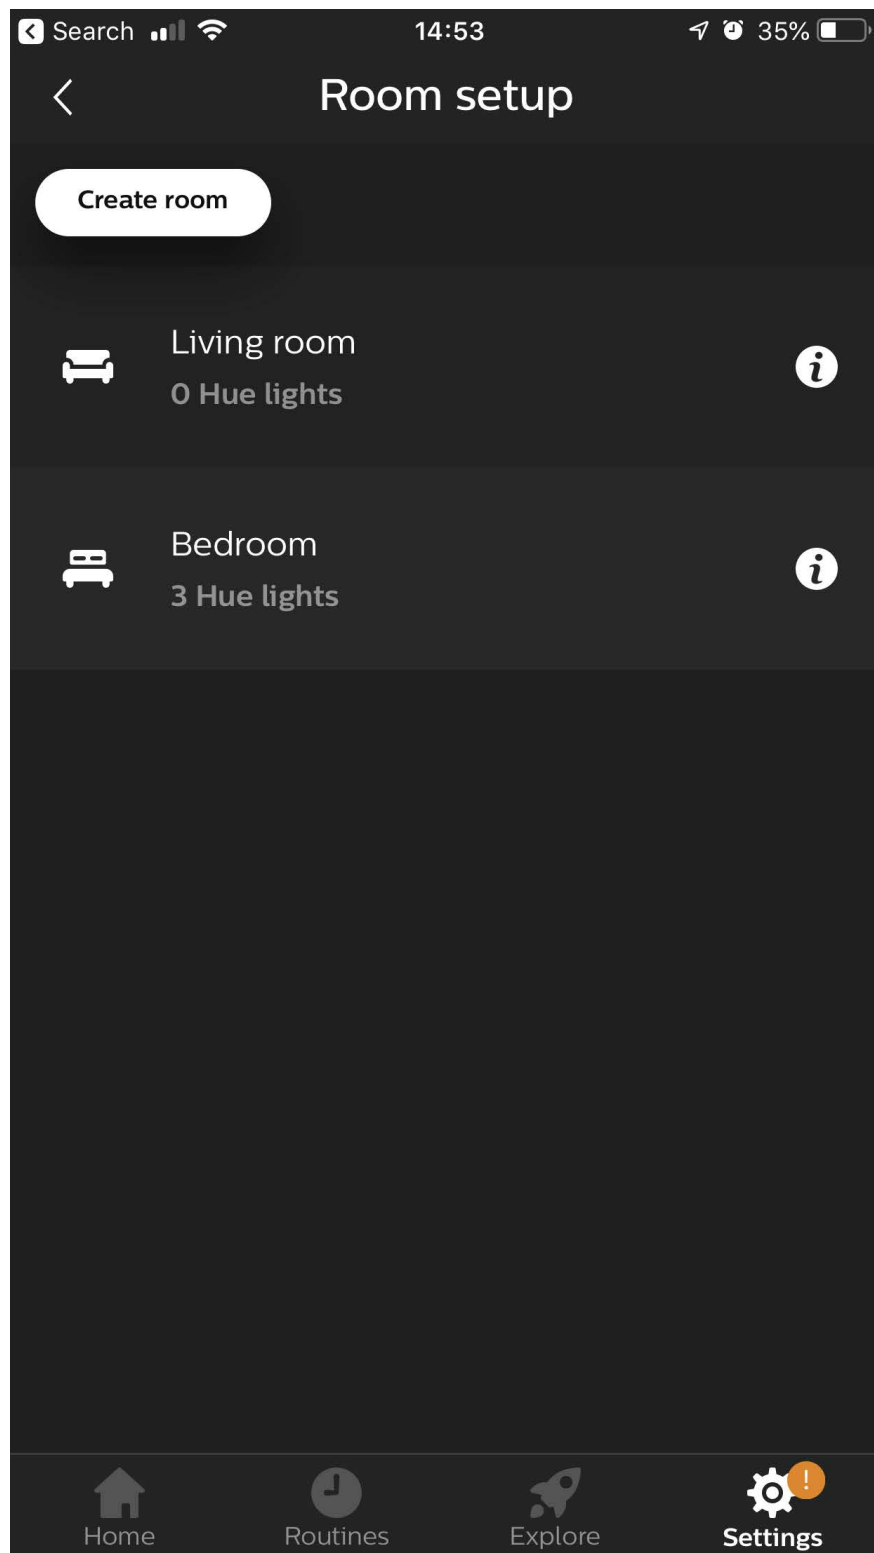 Search 14:53 35%
Room setup
Create room
Living room
0 Hue lights
Bedroom
3 Hue lights
Home Routines Explore Settings